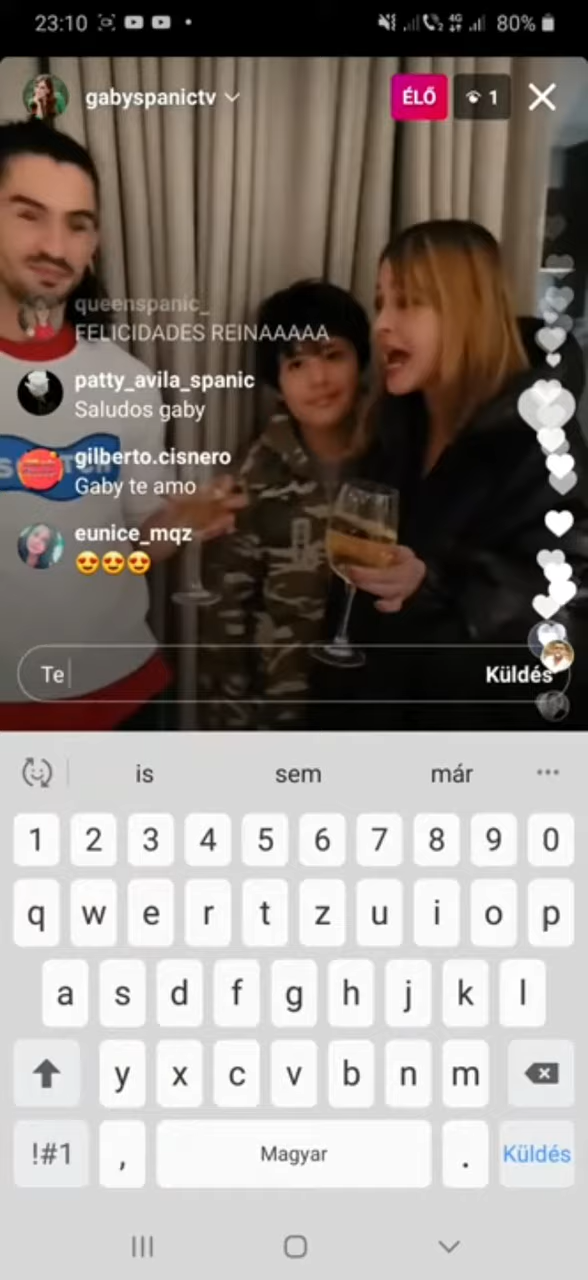 23:10
4G
80%
gabyspanictv
ÉLŐ
1
queenspanic_
FELICIDADES REINAAAAA
patty_avila_spanic
Saludos gaby
gilberto.cisnero
Gaby te amo
eunice_mqz
😍😍😍
Te
Küldés
is sem már
1 2 3 4 5 6 7 8 9 0
q w e r t z u i o p
a s d f g h j k l
y x c v b n m
!#1 , Magyar . Küldés